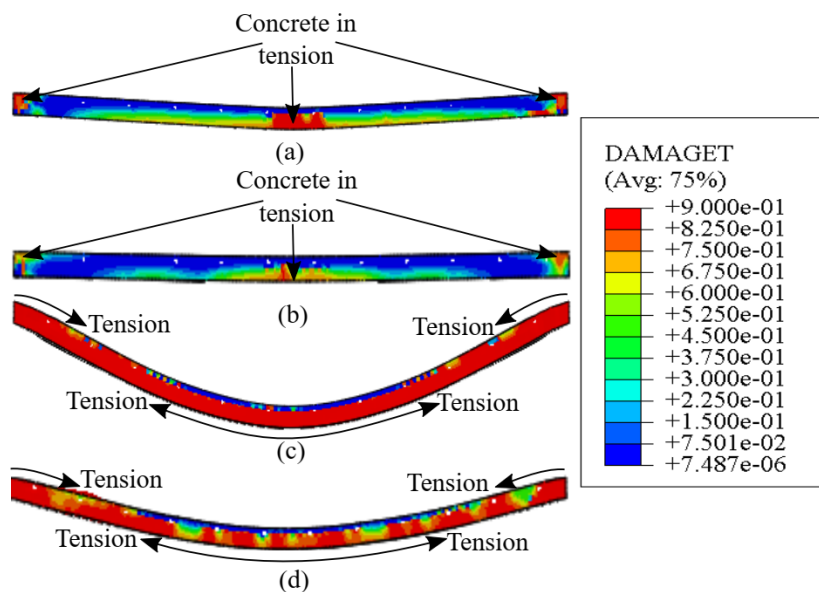 Concrete in
tension
(a)
Concrete in
tension
(b)
Tension
Tension
Tension
Tension
(c)
Tension
Tension
Tension
Tension
(d)
DAMAGET
(Avg: 75%)
+9.000e-01
+8.250e-01
+7.500e-01
+6.750e-01
+6.000e-01
+5.250e-01
+4.500e-01
+3.750e-01
+3.000e-01
+2.250e-01
+1.500e-01
+7.501e-02
+7.487e-06